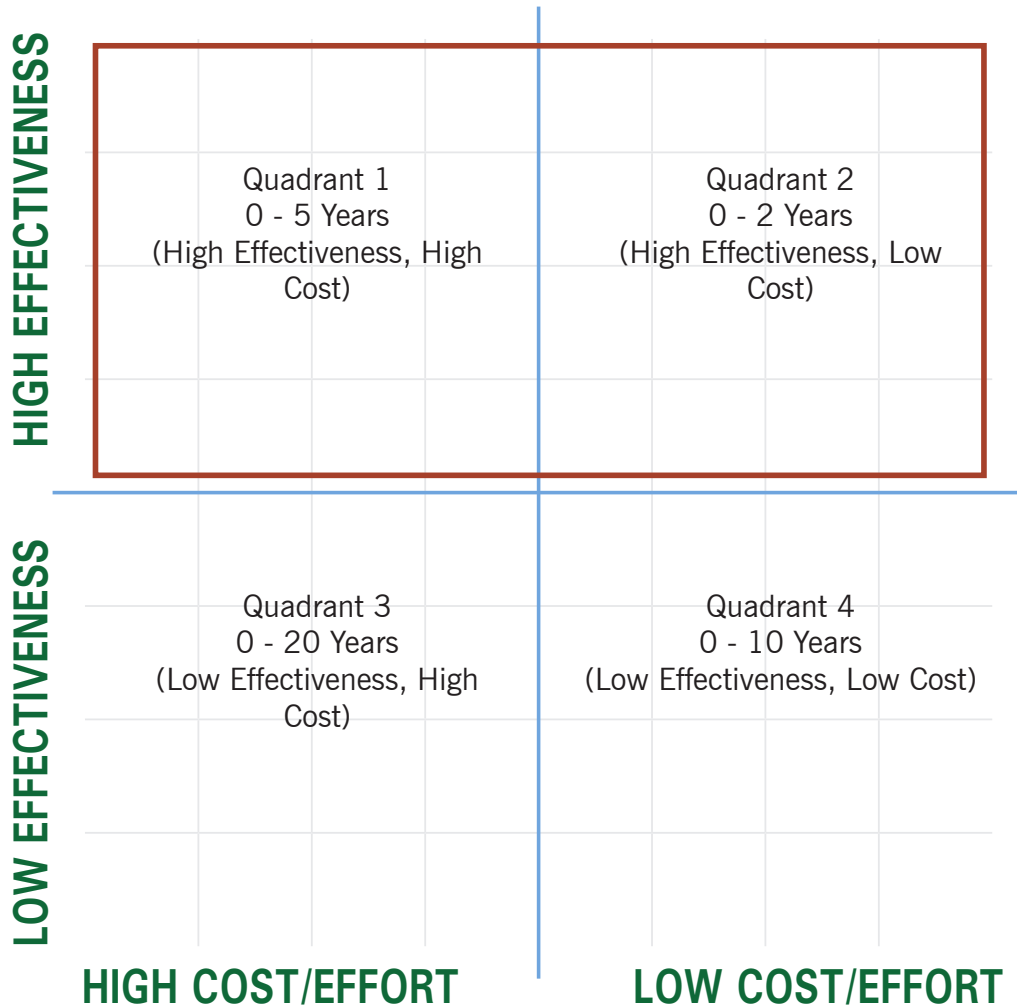 HIGH EFFECTIVENESS
Quadrant 1
0 - 5 Years
(High Effectiveness, High
Cost)
Quadrant 2
0 - 2 Years
(High Effectiveness, Low
Cost)
LOW EFFECTIVENESS
Quadrant 3
0 - 20 Years
(Low Effectiveness, High
Cost)
Quadrant 4
0 - 10 Years
(Low Effectiveness, Low Cost)
HIGH COST/EFFORT
LOW COST/EFFORT